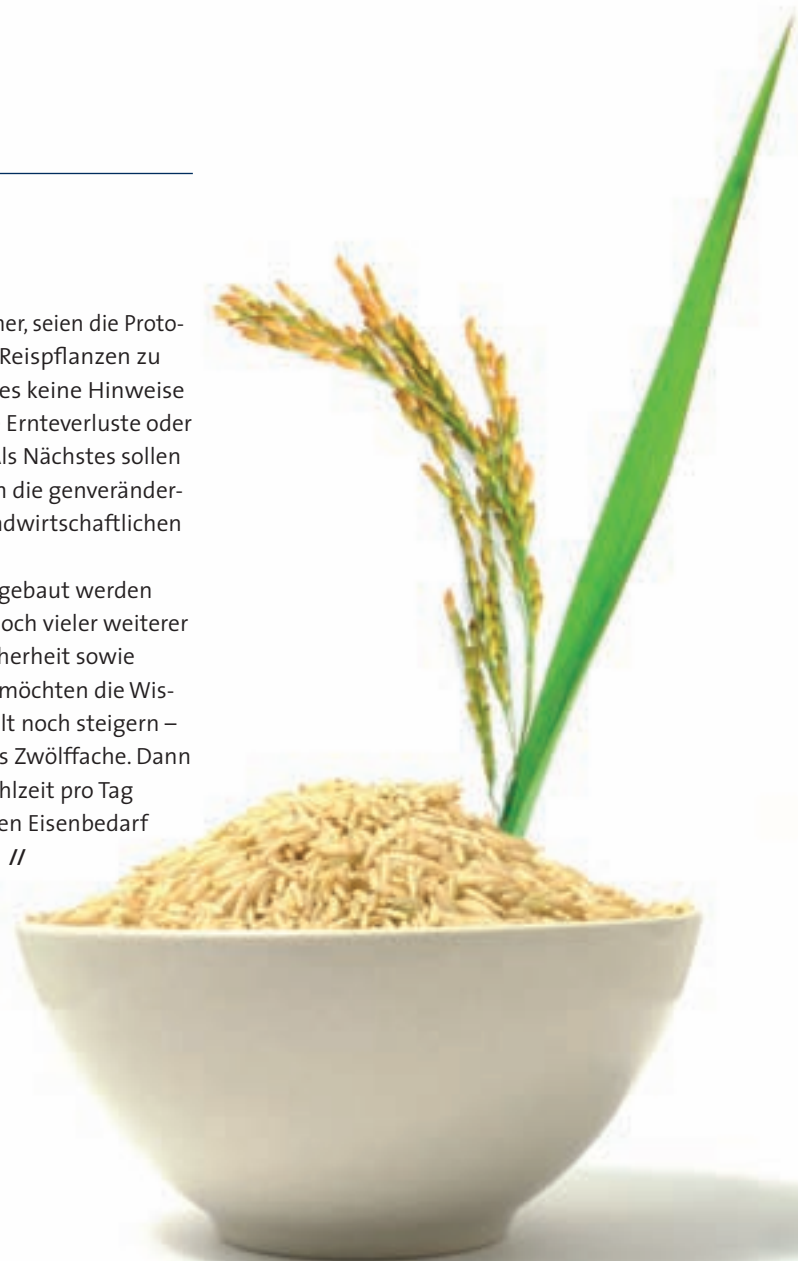 her, seien die Proto-
Reispflanzen zu
es keine Hinweise
Ernteverluste oder
ls Nächstes sollen
n die genveränder-
ndwirtschaftlichen
gebaut werden
och vieler weiterer
herheit sowie
möchten die Wis-
lt noch steigern –
s Zwölffache. Dann
hlzeit pro Tag
en Eisenbedarf
//